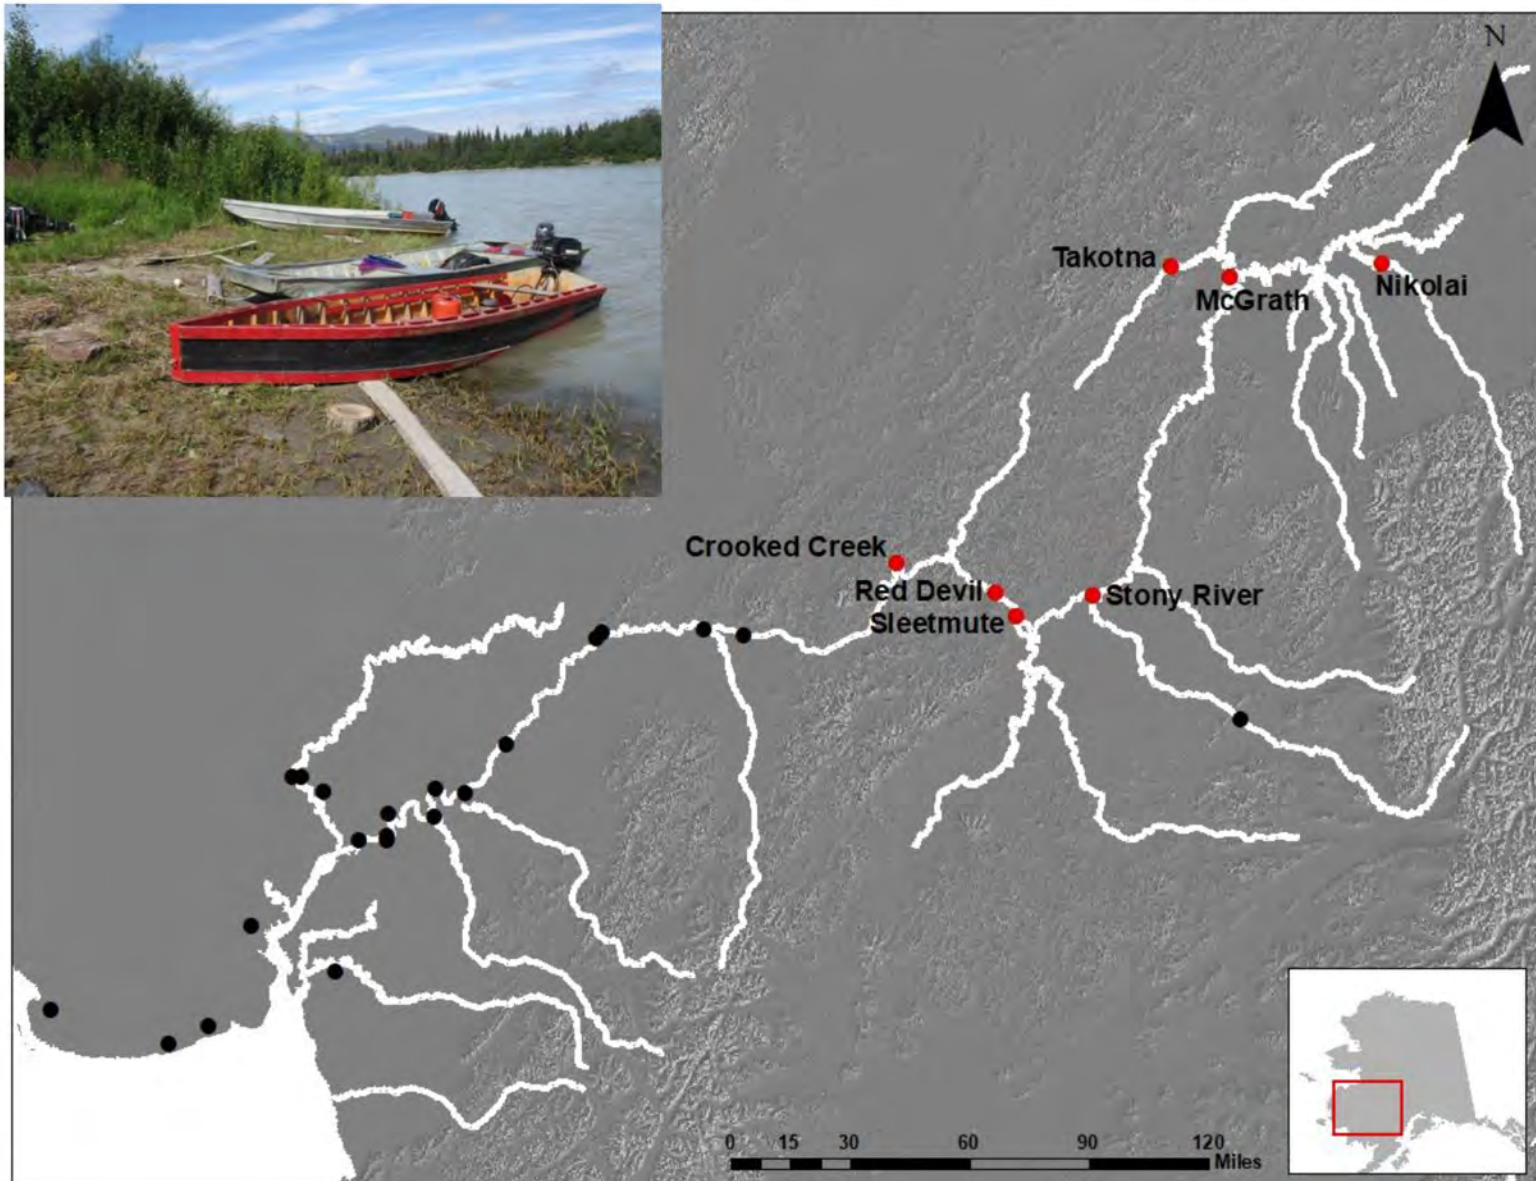 N
Takotna
McGrath
Nikolai
Crooked Creek
Red Devil
Stony River
Sleetmute
0 15 30 60 90 120
Miles